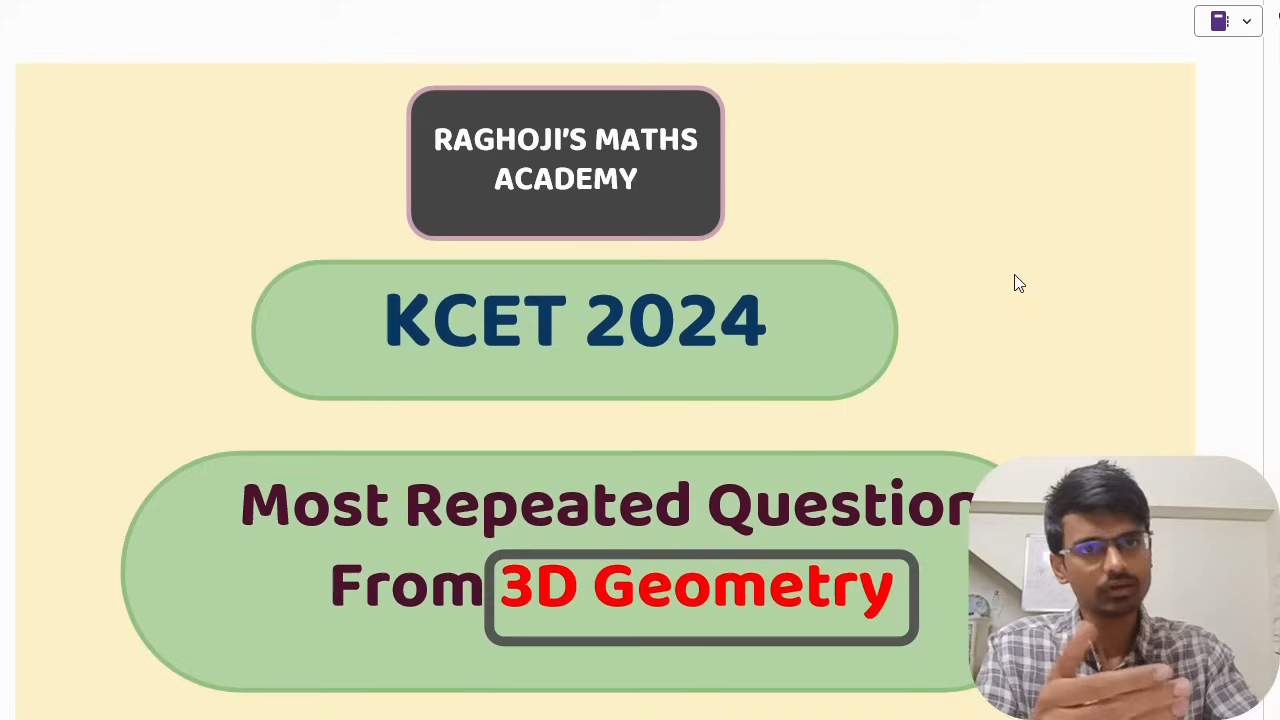 RAGHOJI'S MATHS
ACADEMY
KCET 2024
Most Repeated Question
From 3D Geometry